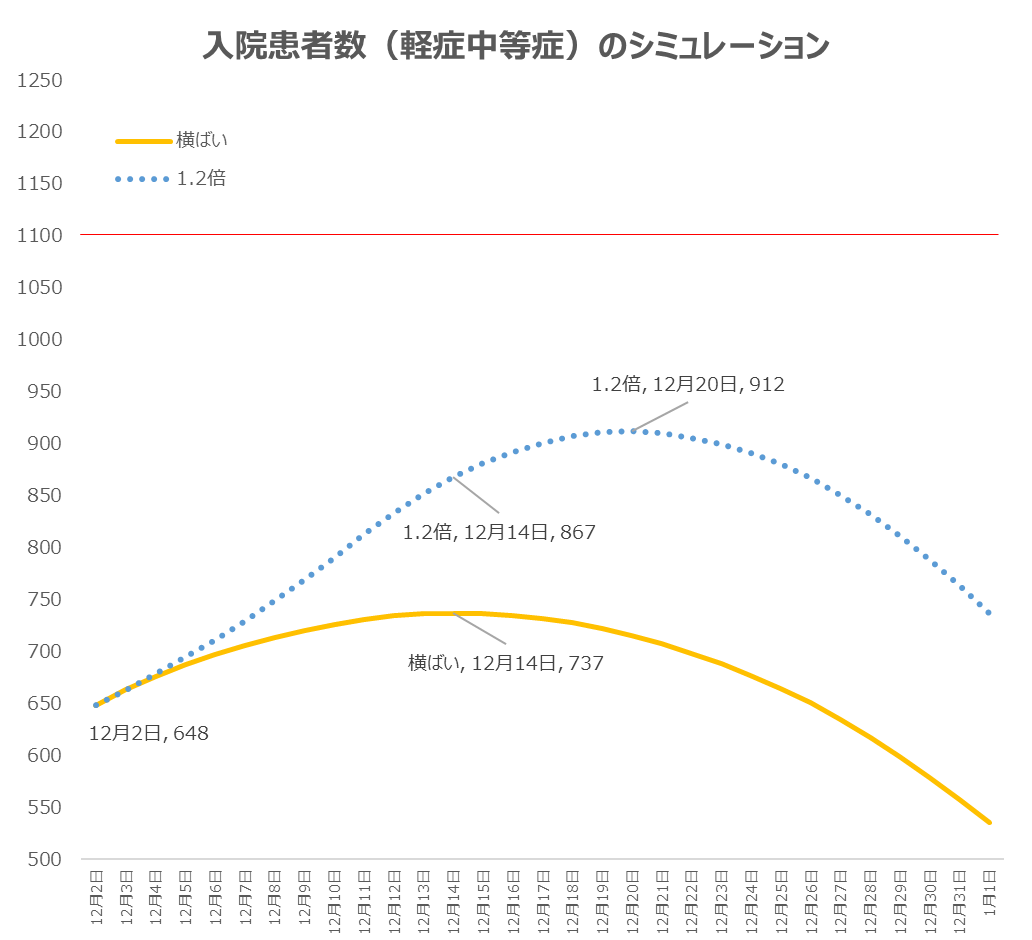 入院患者数（軽症中等症）のシミュレーション
1250
1200
1150
1100
1050
1000
950
900
850
800
750
700
650
600
550
500
横ばい
1.2倍
1.2倍, 12月20日, 912
1.2倍, 12月14日, 867
横ばい, 12月14日, 737
12月2日, 648
12月2日
12月3日
12月4日
12月5日
12月6日
12月7日
12月8日
12月9日
12月10日
12月11日
12月12日
12月13日
12月14日
12月15日
12月16日
12月17日
12月18日
12月19日
12月20日
12月21日
12月22日
12月23日
12月24日
12月25日
12月26日
12月27日
12月28日
12月29日
12月30日
12月31日
1月1日